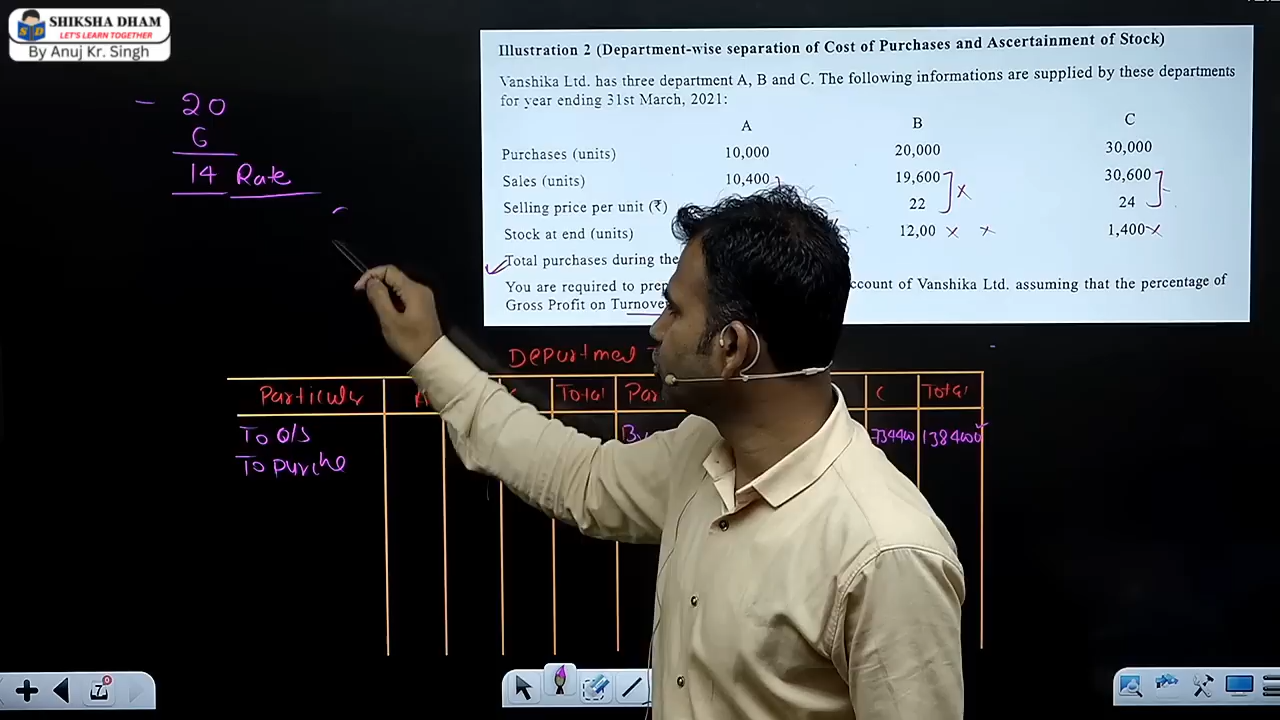 SHIKSHA DHAM
LET'S LEARN TOGETHER
By Anuj Kr. Singh
- 20
6
14 Rate
Illustration 2 (Department-wise separation of Cost of Purchases and Ascertainment of Stock)
Vanshika Ltd. has three department A, B and C. The following informations are supplied by these departments
for year ending 31st March, 2021:
A B C
Purchases (units) 10,000 20,000 30,000
Sales (units) 10,400 19,600 30,600
Selling price per unit (₹) 22 24
Stock at end (units) 12,00 1,400
Total purchases during the
You are required to prep ccount of Vanshika Ltd. assuming that the percentage of
Gross Profit on Turnove
Particular A Total Par C Total
To O/S By 734400 1384000
To purche